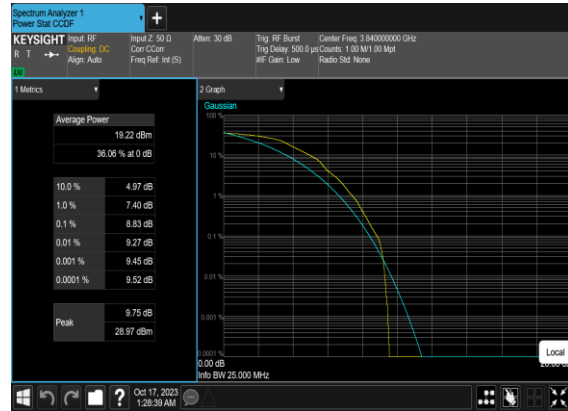 Spectrum Analyzer 1
Power Stat CCDF
+
KEYSIGHT
R T
LW
Input: RF
Coupling: DC
Align: Auto
Input Z: 50 Ω
Corr CCorr
Freq Ref: Int (S)
Atten: 30 dB
Trig: RF Burst
Trig Delay: 500.0 µs
#IF Gain: Low
Center Freq: 3.840000000 GHz
Counts: 1.00 M/1.00 Mpt
Radio Std: None
1 Metrics
Average Power
19.22 dBm
36.06 % at 0 dB
10.0 % 4.97 dB
1.0 % 7.40 dB
0.1 % 8.83 dB
0.01 % 9.27 dB
0.001 % 9.45 dB
0.0001 % 9.52 dB
Peak 9.75 dB
28.97 dBm
2 Graph
Gaussian
100 %
10 %
1 %
0.1 %
0.01 %
0.001 %
0.0001 %
0.00 dB
Info BW 25.000 MHz
Local
?
Oct 17, 2023
1:28:39 AM